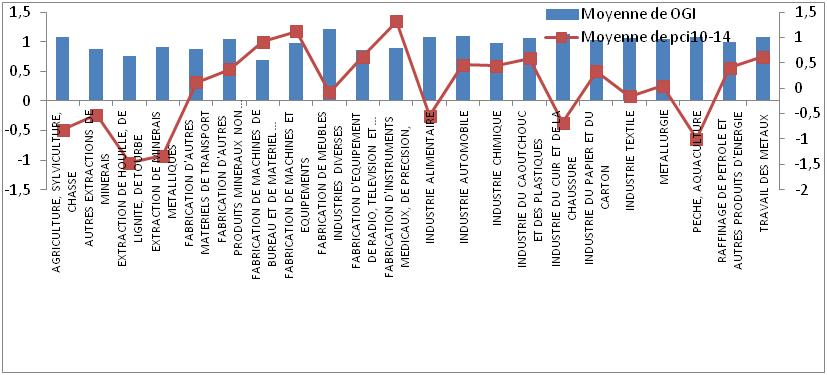 1,5
1
0,5
0
-0,5
-1
-1,5
1,5
1
0,5
0
-0,5
-1
-1,5
-2
Moyenne de OGI
Moyenne de pci10-14
AGRICULTURE, SYLVICULTURE,
CHASSE
AUTRES EXTRACTIONS DE
MINERAIS
EXTRACTION DE HOUILLE, DE
LIGNITE, DE TOURBE
EXTRACTION DE MINERAIS
METALLIQUES
FABRICATION D'AUTRES
MATERIELS DE TRANSPORT
FABRICATION D'AUTRES
PRODUITS MINERAUX NON…
FABRICATION DE MACHINES DE
BUREAU ET DE MATERIEL…
FABRICATION DE MACHINES ET
EQUIPEMENTS
FABRICATION DE MEUBLES
INDUSTRIES DIVERSES
FABRICATION D'EQUIPEMENT
DE RADIO, TELEVISION ET…
FABRICATION D'INSTRUMENTS
MEDICAUX, DE PRECISION,
INDUSTRIE ALIMENTAIRE
INDUSTRIE AUTOMOBILE
INDUSTRIE CHIMIQUE
INDUSTRIE DU CAOUTCHOUC
ET DES PLASTIQUES
INDUSTRIE DU CUIR ET DE LA
CHAUSSURE
INDUSTRIE DU PAPIER ET DU
CARTON
INDUSTRIE TEXTILE
METALLURGIE
PECHE, AQUACULTURE
RAFFINAGE DE PETROLE ET
AUTRES PRODUITS D'ENERGIE
TRAVAIL DES METAUX